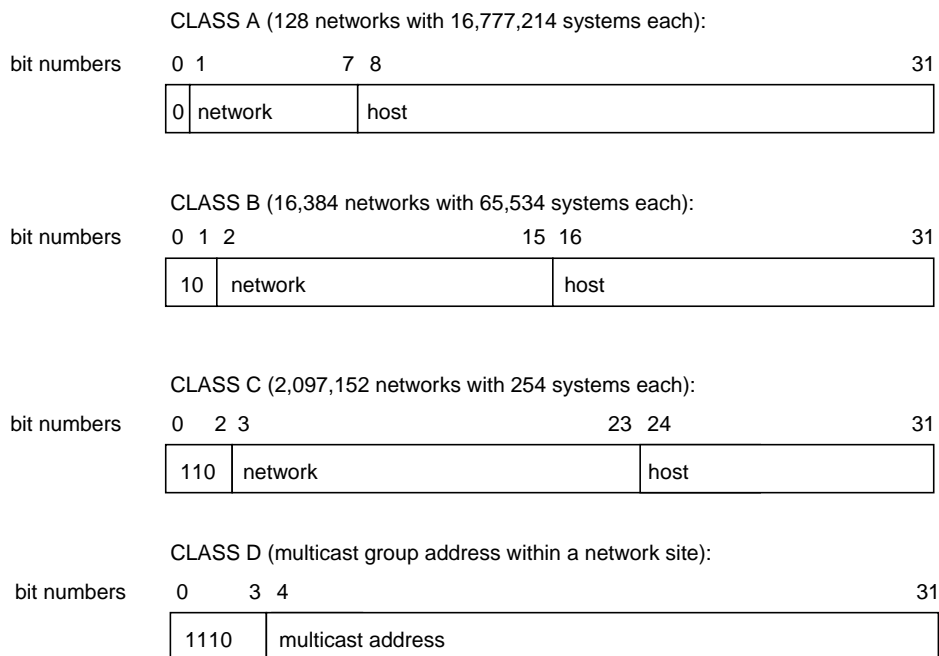 CLASS A (128 networks with 16,777,214 systems each):
bit numbers 0 1 7 8 31
0 network host
CLASS B (16,384 networks with 65,534 systems each):
bit numbers 0 1 2 15 16 31
10 network host
CLASS C (2,097,152 networks with 254 systems each):
bit numbers 0 2 3 23 24 31
110 network host
CLASS D (multicast group address within a network site):
bit numbers 0 3 4 31
1110 multicast address